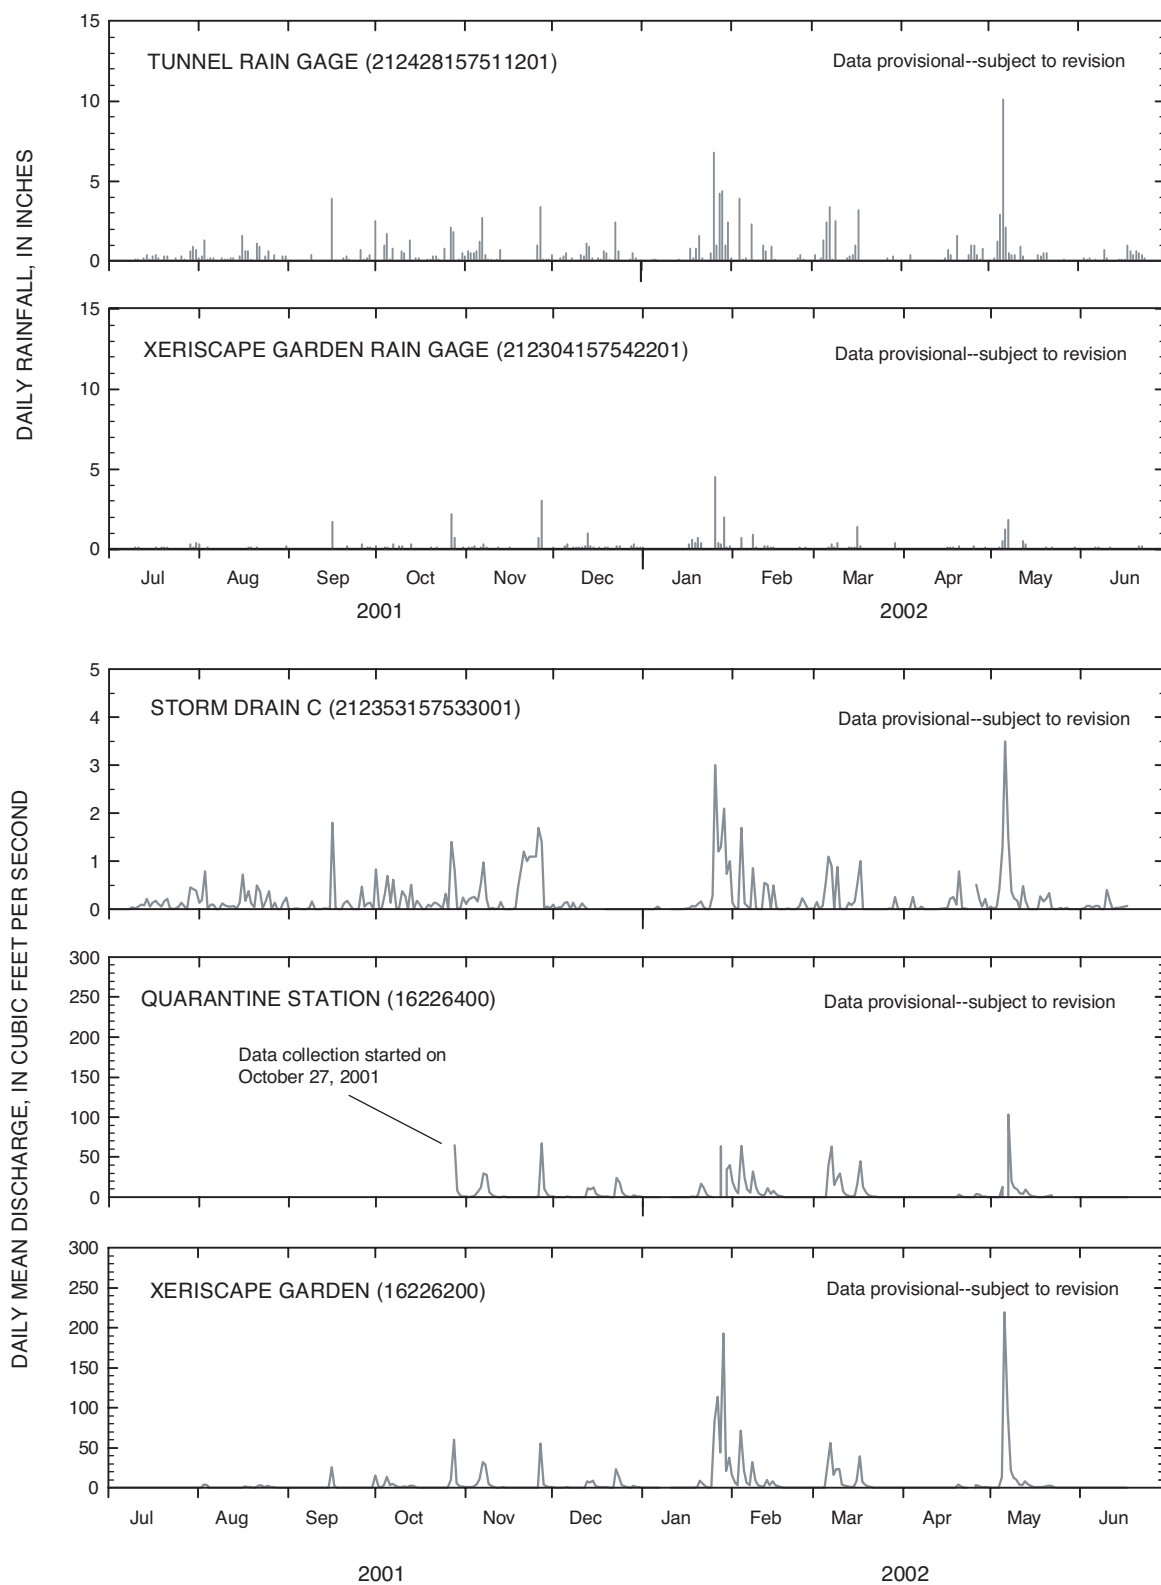 DAILY RAINFALL, IN INCHES
15
10
5
0
TUNNEL RAIN GAGE (212428157511201)
Data provisional--subject to revision
15
10
5
0
XERISCAPE GARDEN RAIN GAGE (212304157542201)
Data provisional--subject to revision
Jul Aug Sep Oct Nov Dec Jan Feb Mar Apr May Jun
2001 2002
DAILY MEAN DISCHARGE, IN CUBIC FEET PER SECOND
5
4
3
2
1
0
STORM DRAIN C (212353157533001)
Data provisional--subject to revision
300
250
200
150
100
50
0
QUARANTINE STATION (16226400)
Data provisional--subject to revision
Data collection started on
October 27, 2001
300
250
200
150
100
50
0
XERISCAPE GARDEN (16226200)
Data provisional--subject to revision
Jul Aug Sep Oct Nov Dec Jan Feb Mar Apr May Jun
2001 2002